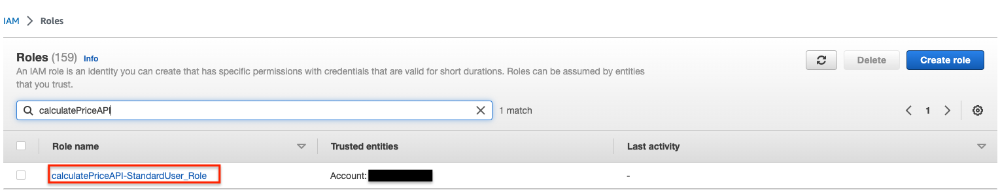 IAM > Roles
Roles (159) Info
An IAM role is an identity you can create that has specific permissions with credentials that are valid for short durations. Roles can be assumed by entities
that you trust.
Delete
Create role
calculatePriceAPI
1 match
1
Role name
Trusted entities
Last activity
calculatePriceAPI-StandardUser_Role
Account:
-